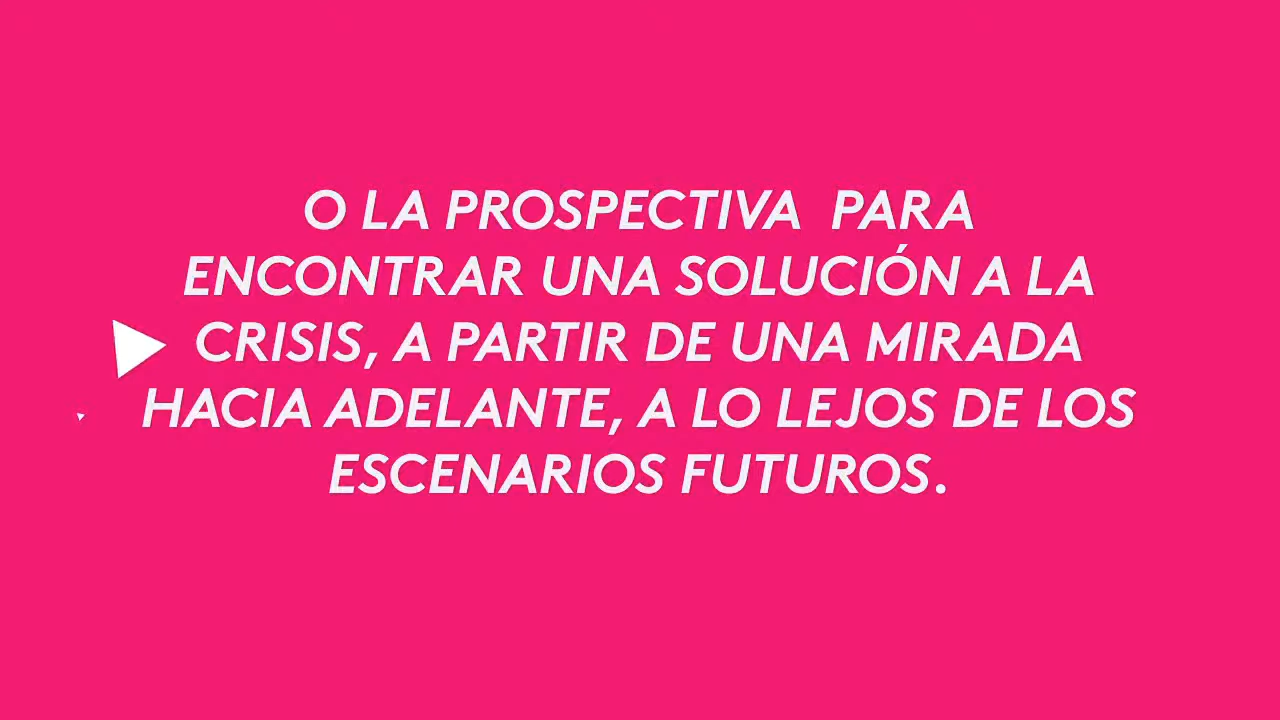 O LA PROSPECTIVA  PARA
ENCONTRAR UNA SOLUCIÓN A LA
CRISIS, A PARTIR DE UNA MIRADA
HACIA ADELANTE, A LO LEJOS DE LOS
ESCENARIOS FUTUROS.